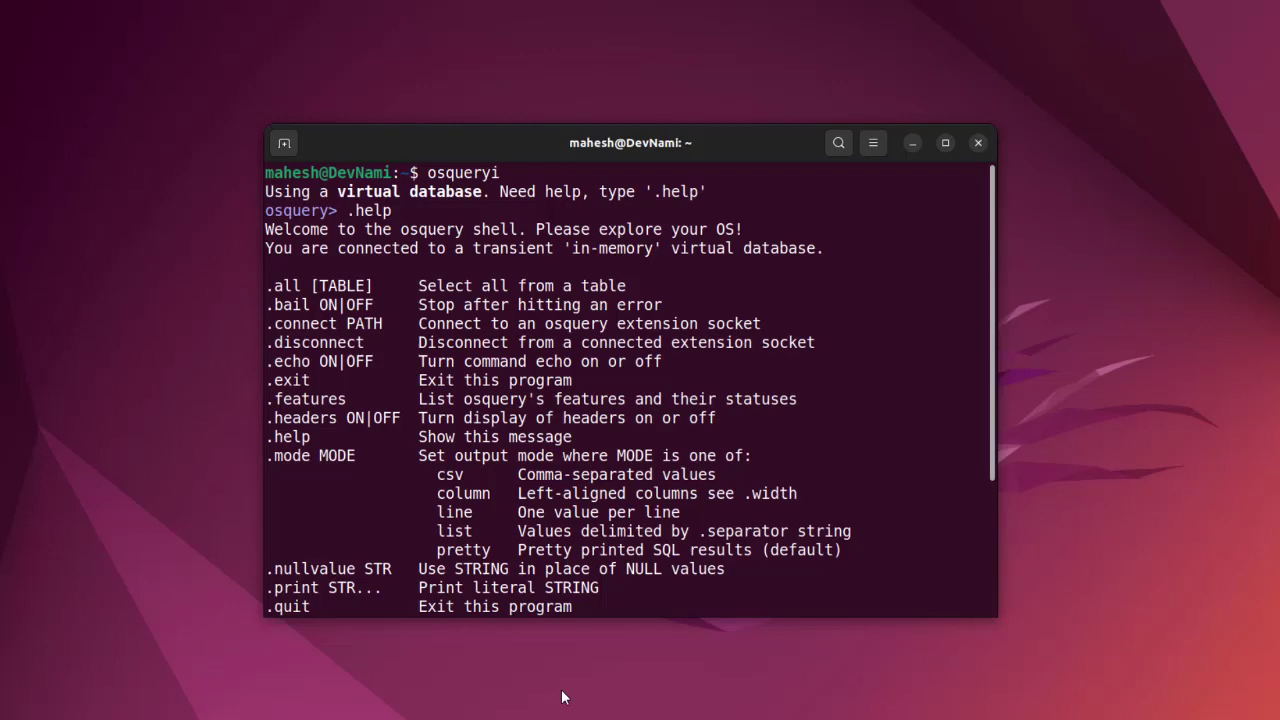 mahesh@DevNami: ~
mahesh@DevNami:~$ osqueryi
Using a virtual database. Need help, type '.help'
osquery> .help
Welcome to the osquery shell. Please explore your OS!
You are connected to a transient 'in-memory' virtual database.
.all [TABLE]     Select all from a table
.bail ON|OFF     Stop after hitting an error
.connect PATH    Connect to an osquery extension socket
.disconnect      Disconnect from a connected extension socket
.echo ON|OFF     Turn command echo on or off
.exit            Exit this program
.features        List osquery's features and their statuses
.headers ON|OFF  Turn display of headers on or off
.help            Show this message
.mode MODE       Set output mode where MODE is one of:
                   csv      Comma-separated values
                   column   Left-aligned columns see .width
                   line     One value per line
                   list     Values delimited by .separator string
                   pretty   Pretty printed SQL results (default)
.nullvalue STR   Use STRING in place of NULL values
.print STR...    Print literal STRING
.quit            Exit this program